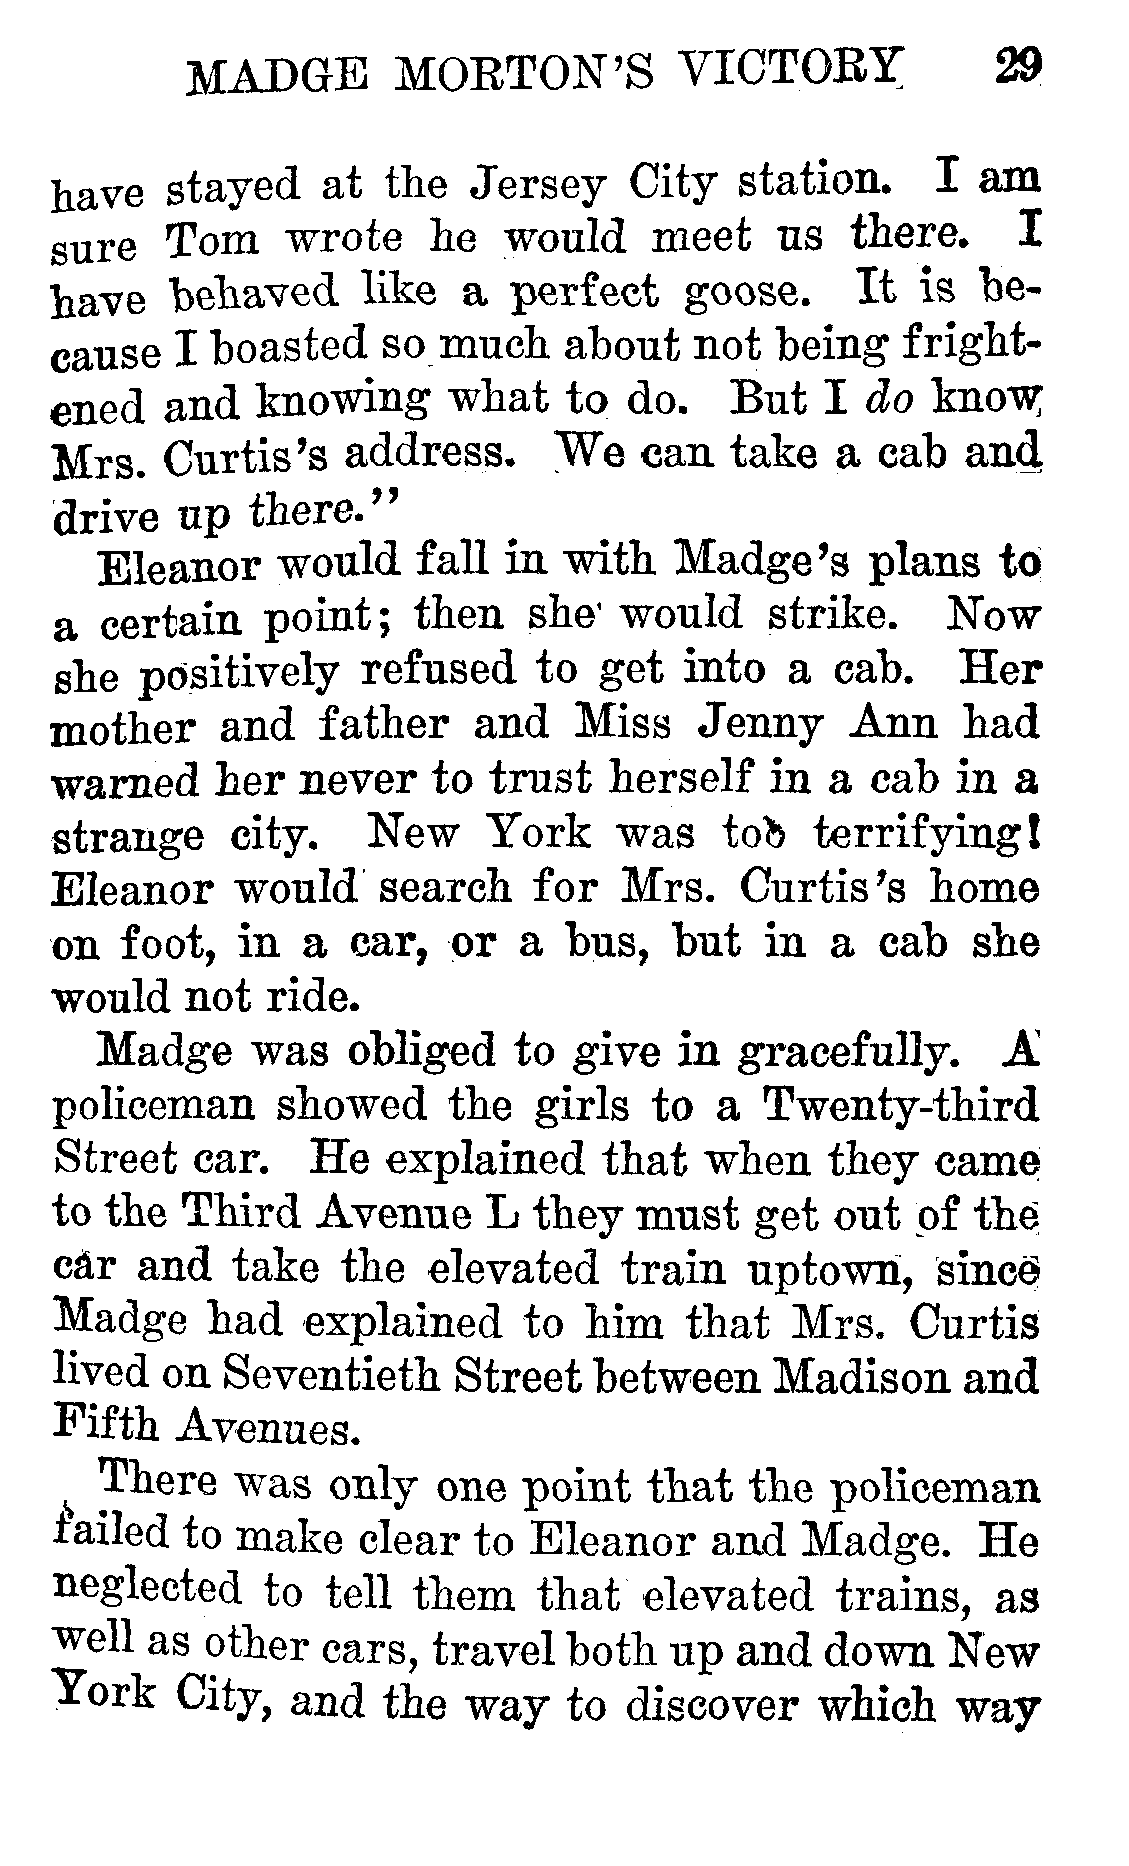 MADGE MORTON'S VICTORY 29
have stayed at the Jersey City station. I am
sure Tom wrote he would meet us there. I
have behaved like a perfect goose. It is be-
cause I boasted so much about not being fright-
ened and knowing what to do. But I do know
Mrs. Curtis's address. We can take a cab and
drive up there."
Eleanor would fall in with Madge's plans to
a certain point; then she would strike. Now
she positively refused to get into a cab. Her
mother and father and Miss Jenny Ann had
warned her never to trust herself in a cab in a
strange city. New York was too terrifying!
Eleanor would search for Mrs. Curtis's home
on foot, in a car, or a bus, but in a cab she
would not ride.
Madge was obliged to give in gracefully. A
policeman showed the girls to a Twenty-third
Street car. He explained that when they came
to the Third Avenue L they must get out of the
car and take the elevated train uptown, since
Madge had explained to him that Mrs. Curtis
lived on Seventieth Street between Madison and
Fifth Avenues.
There was only one point that the policeman
failed to make clear to Eleanor and Madge. He
neglected to tell them that elevated trains, as
well as other cars, travel both up and down New
York City, and the way to discover which way